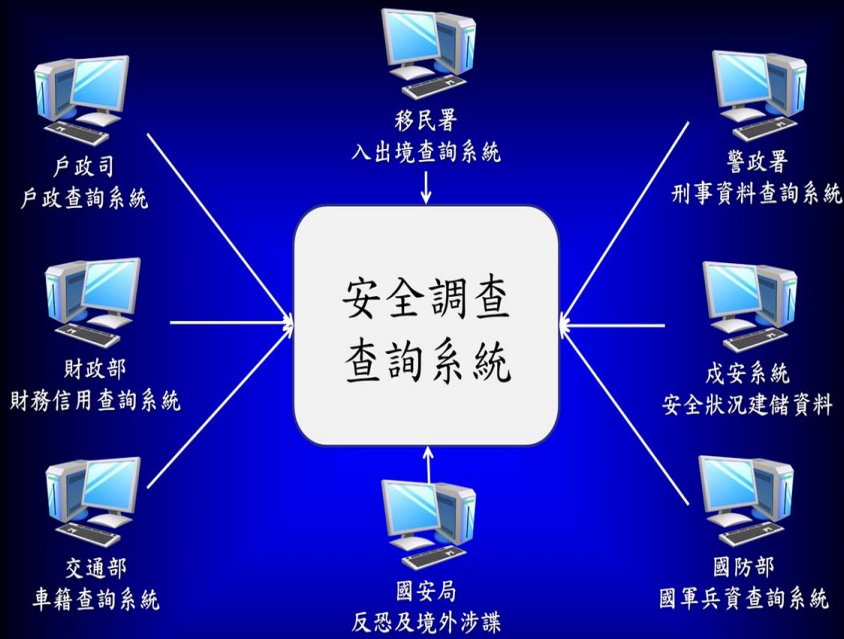 移民署
入出境查詢系統
戶政司
戶政查詢系統
警政署
刑事資料查詢系統
安全調查
查詢系統
財政部
財務信用查詢系統
戍安系統
安全狀況建儲資料
交通部
車籍查詢系統
國安局
反恐及境外涉諜
國防部
國軍兵資查詢系統